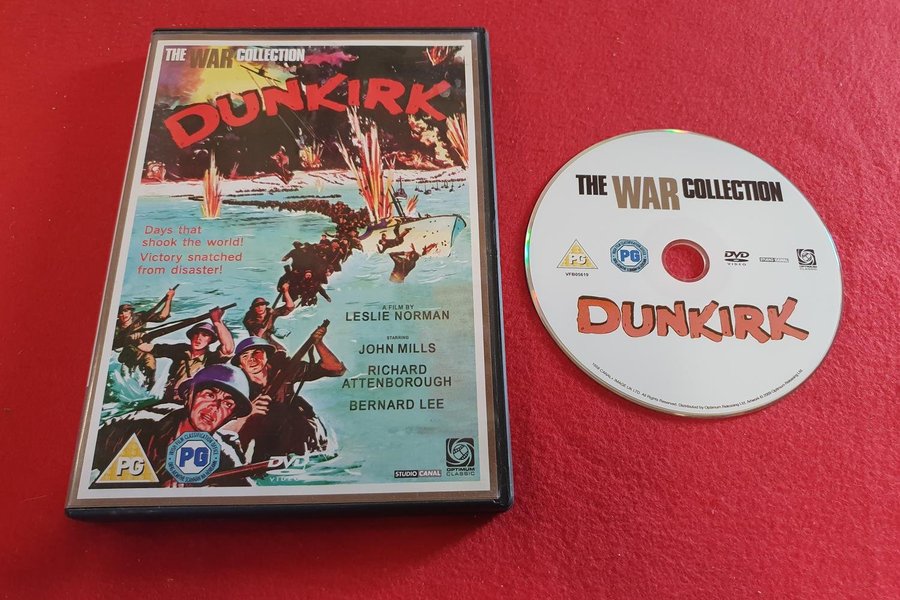 THE WAR COLLECTION
DUNKIRK
Days that
shook the world!
Victory snatched
from disaster!
A FILM BY
LESLIE NORMAN
STARRING
JOHN MILLS
RICHARD
ATTENBOROUGH
BERNARD LEE
PG
PG
DVD
VIDEO
STUDIO CANAL
OPTIMUM
CLASSIC
THE WAR COLLECTION
PG
PG
VFB05619
DVD
VIDEO
STUDIO CANAL
OPTIMUM
DUNKIRK